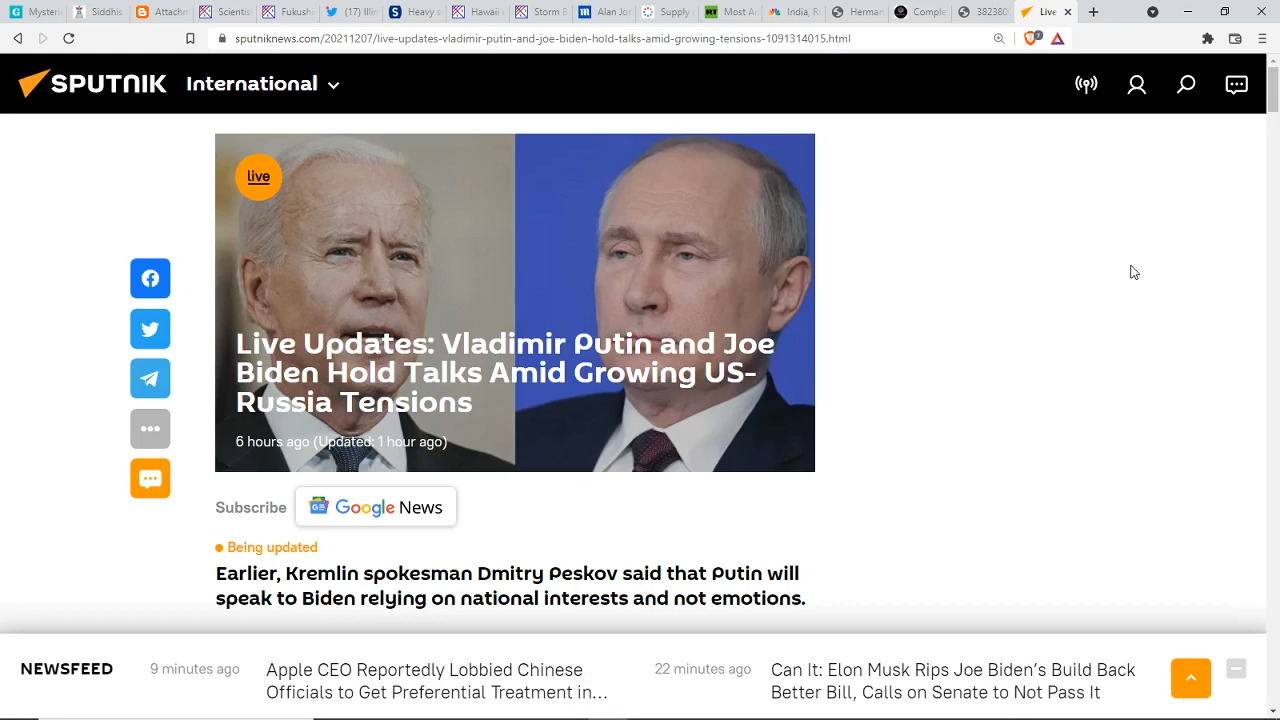 Mysterie
Siddhis
Attachm
Scientis
Fukushi
(17) Illin
Heavy s
Hawaii v
Storm B
Alan Jo
Supply c
Most Ar
India, Ru
Herman
Comple
382380
Live
sputniknews.com/20211207/live-updates-vladimir-putin-and-joe-biden-hold-talks-amid-growing-tensions-1091314015.html
SPUTNIK
International
live
Live Updates: Vladimir Putin and Joe
Biden Hold Talks Amid Growing US-
Russia Tensions
6 hours ago (Updated: 1 hour ago)
Subscribe
Google News
Being updated
Earlier, Kremlin spokesman Dmitry Peskov said that Putin will
speak to Biden relying on national interests and not emotions.
NEWSFEED
9 minutes ago
Apple CEO Reportedly Lobbied Chinese
Officials to Get Preferential Treatment in...
22 minutes ago
Can It: Elon Musk Rips Joe Biden’s Build Back
Better Bill, Calls on Senate to Not Pass It